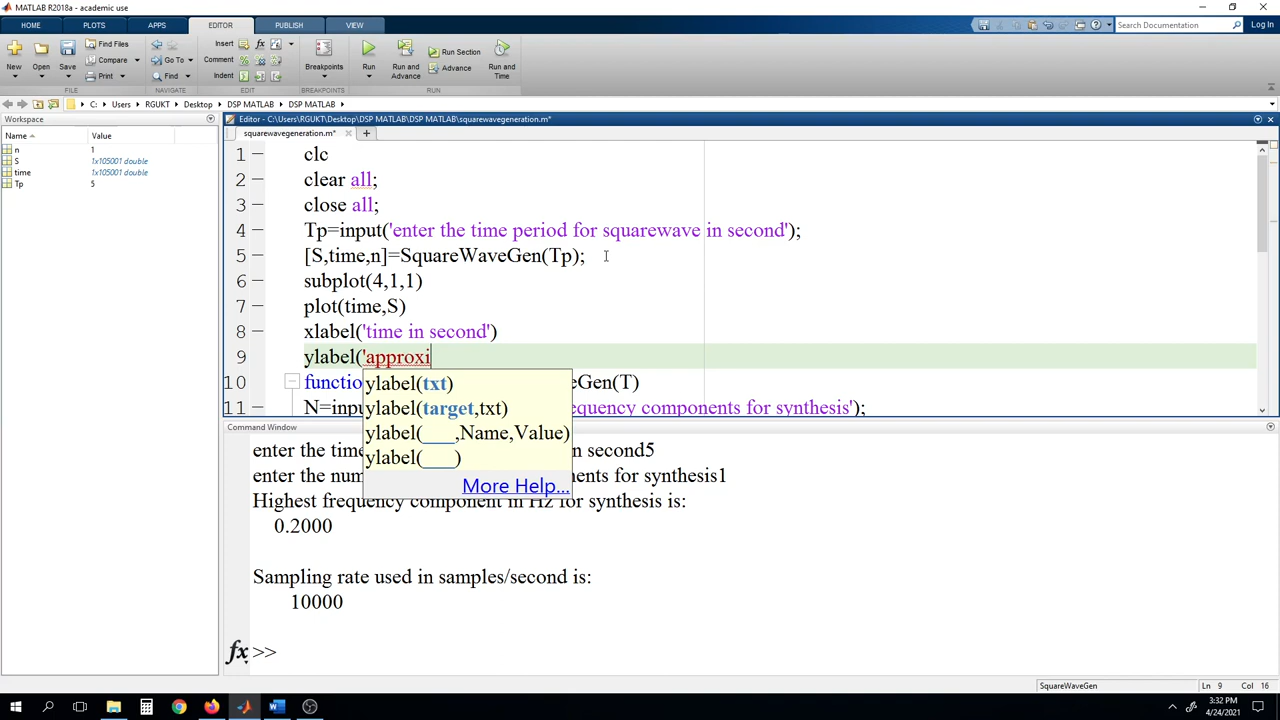 MATLAB R2018a - academic use
HOME PLOTS APPS EDITOR PUBLISH VIEW Search Documentation Log In
New Open Save Find Files Compare Print Go To Find Insert fx Comment Indent Breakpoints Run Run and Advance Run Section Advance Run and Time
FILE NAVIGATE EDIT BREAKPOINTS RUN
C: Users RGUKT Desktop DSP MATLAB DSP MATLAB
Workspace
Name Value
n 1
S 1x105001 double
time 1x105001 double
Tp 5
Editor - C:\Users\RGUKT\Desktop\DSP MATLAB\DSP MATLAB\squarewavegeneration.m*
squarewavegeneration.m*
1 clc
2 clear all;
3 close all;
4 Tp=input('enter the time period for squarewave in second');
5 [S,time,n]=SquareWaveGen(Tp);
6 subplot(4,1,1)
7 plot(time,S)
8 xlabel('time in second')
9 ylabel('approxi
10 functio eGen(T)
11 N=inpu equency components for synthesis');
ylabel(txt)
ylabel(target,txt)
ylabel(___,Name,Value)
ylabel(___)
More Help...
Command Window
enter the time n second5
enter the num nents for synthesis1
Highest frequency component in Hz for synthesis is:
0.2000
Sampling rate used in samples/second is:
10000
fx >>
SquareWaveGen Ln 9 Col 16
3:32 PM
4/24/2021